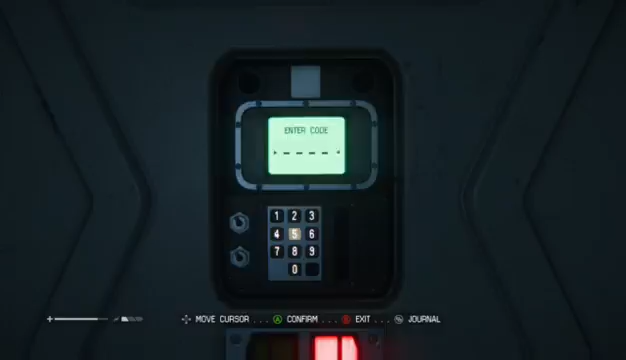 ENTER CODE
1 2 3
4 5 6
7 8 9
0
MOVE CURSOR ... A CONFIRM ... B EXIT ... JOURNAL